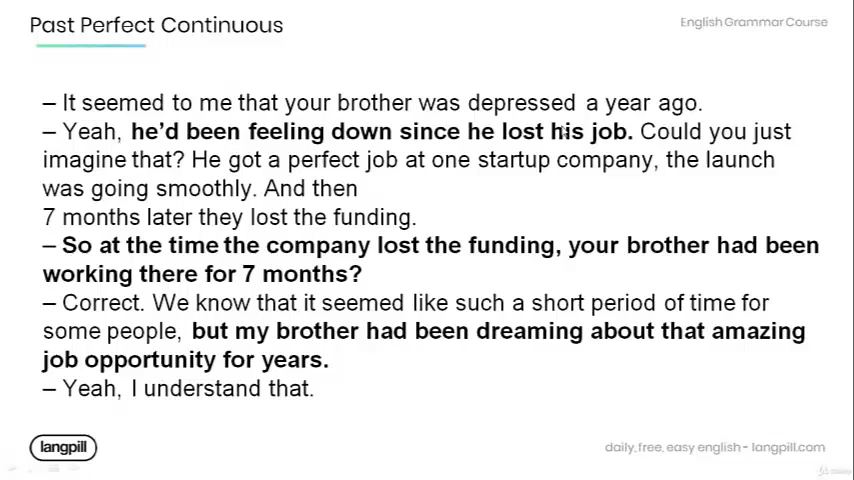 Past Perfect Continuous
English Grammar Course
– It seemed to me that your brother was depressed a year ago.
– Yeah, he’d been feeling down since he lost his job. Could you just
imagine that? He got a perfect job at one startup company, the launch
was going smoothly. And then
7 months later they lost the funding.
– So at the time the company lost the funding, your brother had been
working there for 7 months?
– Correct. We know that it seemed like such a short period of time for
some people, but my brother had been dreaming about that amazing
job opportunity for years.
– Yeah, I understand that.
langpill
daily, free, easy english - langpill.com